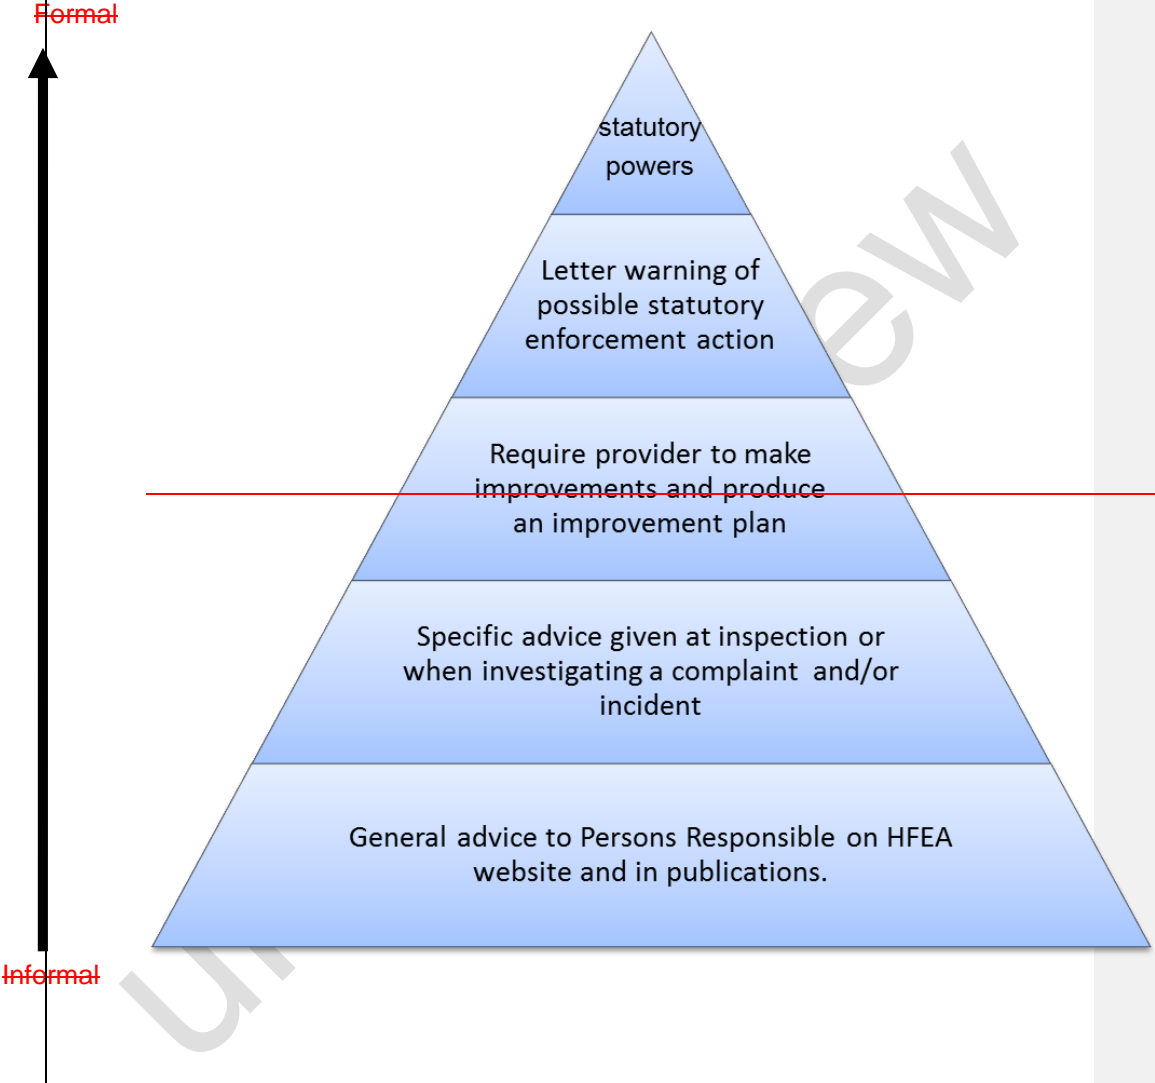 Formal
statutory
powers
Letter warning of
possible statutory
enforcement action
Require provider to make
improvements and produce
an improvement plan
Specific advice given at inspection or
when investigating a complaint and/or
incident
General advice to Persons Responsible on HFEA
website and in publications.
Informal